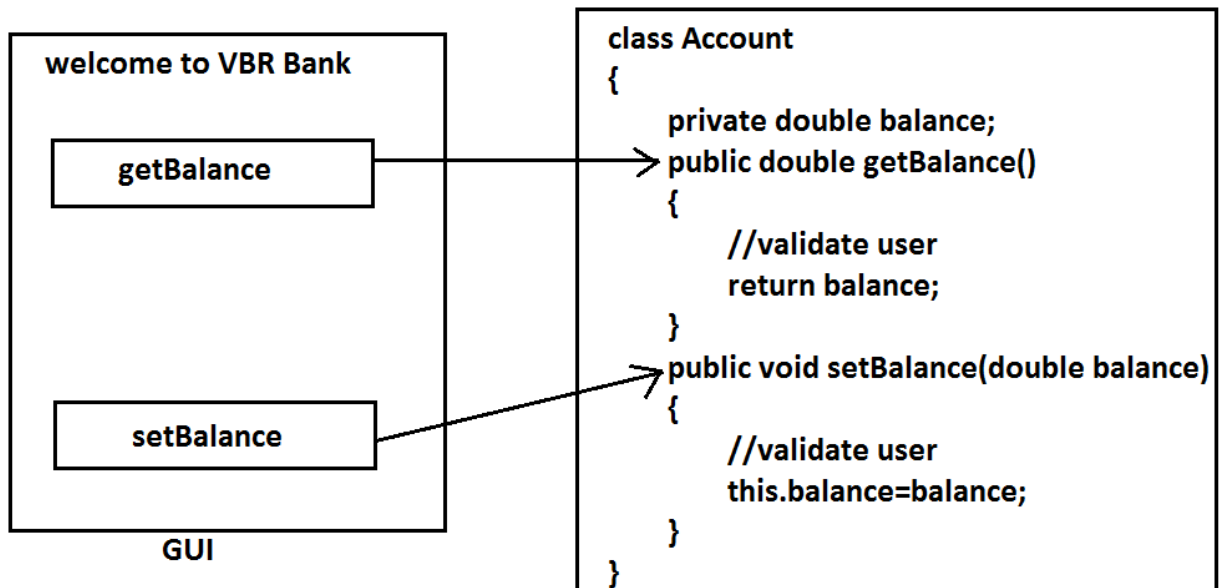 welcome to VBR Bank
getBalance
setBalance
GUI
class Account
{
private double balance;
public double getBalance()
{
//validate user
return balance;
}
public void setBalance(double balance)
{
//validate user
this.balance=balance;
}
}